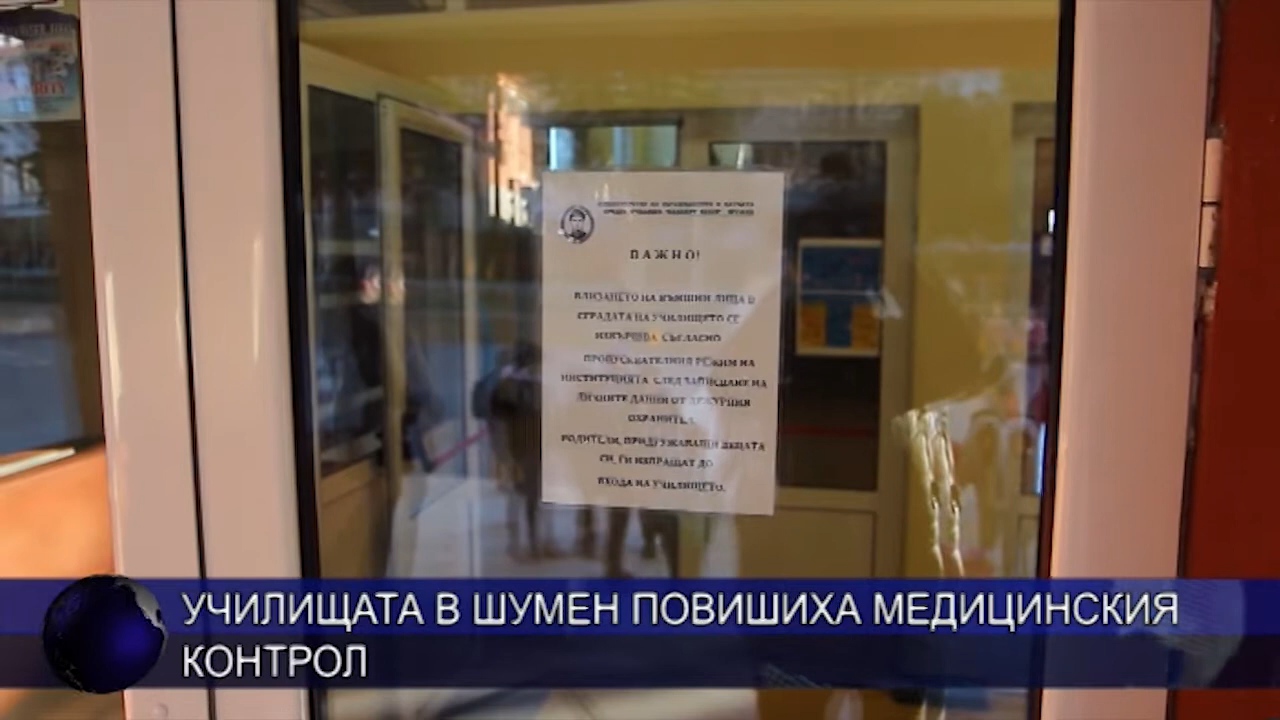 ВАЖНО!
ВЛИЗАНЕТО НА ВЪНШНИ ЛИЦА В
СГРАДАТА НА УЧИЛИЩЕТО СЕ
ИЗВЪРШВА СЪГЛАСНО
ПРОПУСКВАТЕЛНИЯ РЕЖИМ НА
ИНСТИТУЦИЯТА СЛЕД ЗАПИСВАНЕ НА
ЛИЧНИТЕ ДАННИ ОТ ДЕЖУРНИЯ
ОХРАНИТЕЛ.
РОДИТЕЛИ, ПРИДРУЖАВАЩИ ДЕЦАТА
СИ, ГИ ИЗПРАЩАТ ДО
ВХОДА НА УЧИЛИЩЕТО.
УЧИЛИЩАТА В ШУМЕН ПОВИШИХА МЕДИЦИНСКИЯ
КОНТРОЛ